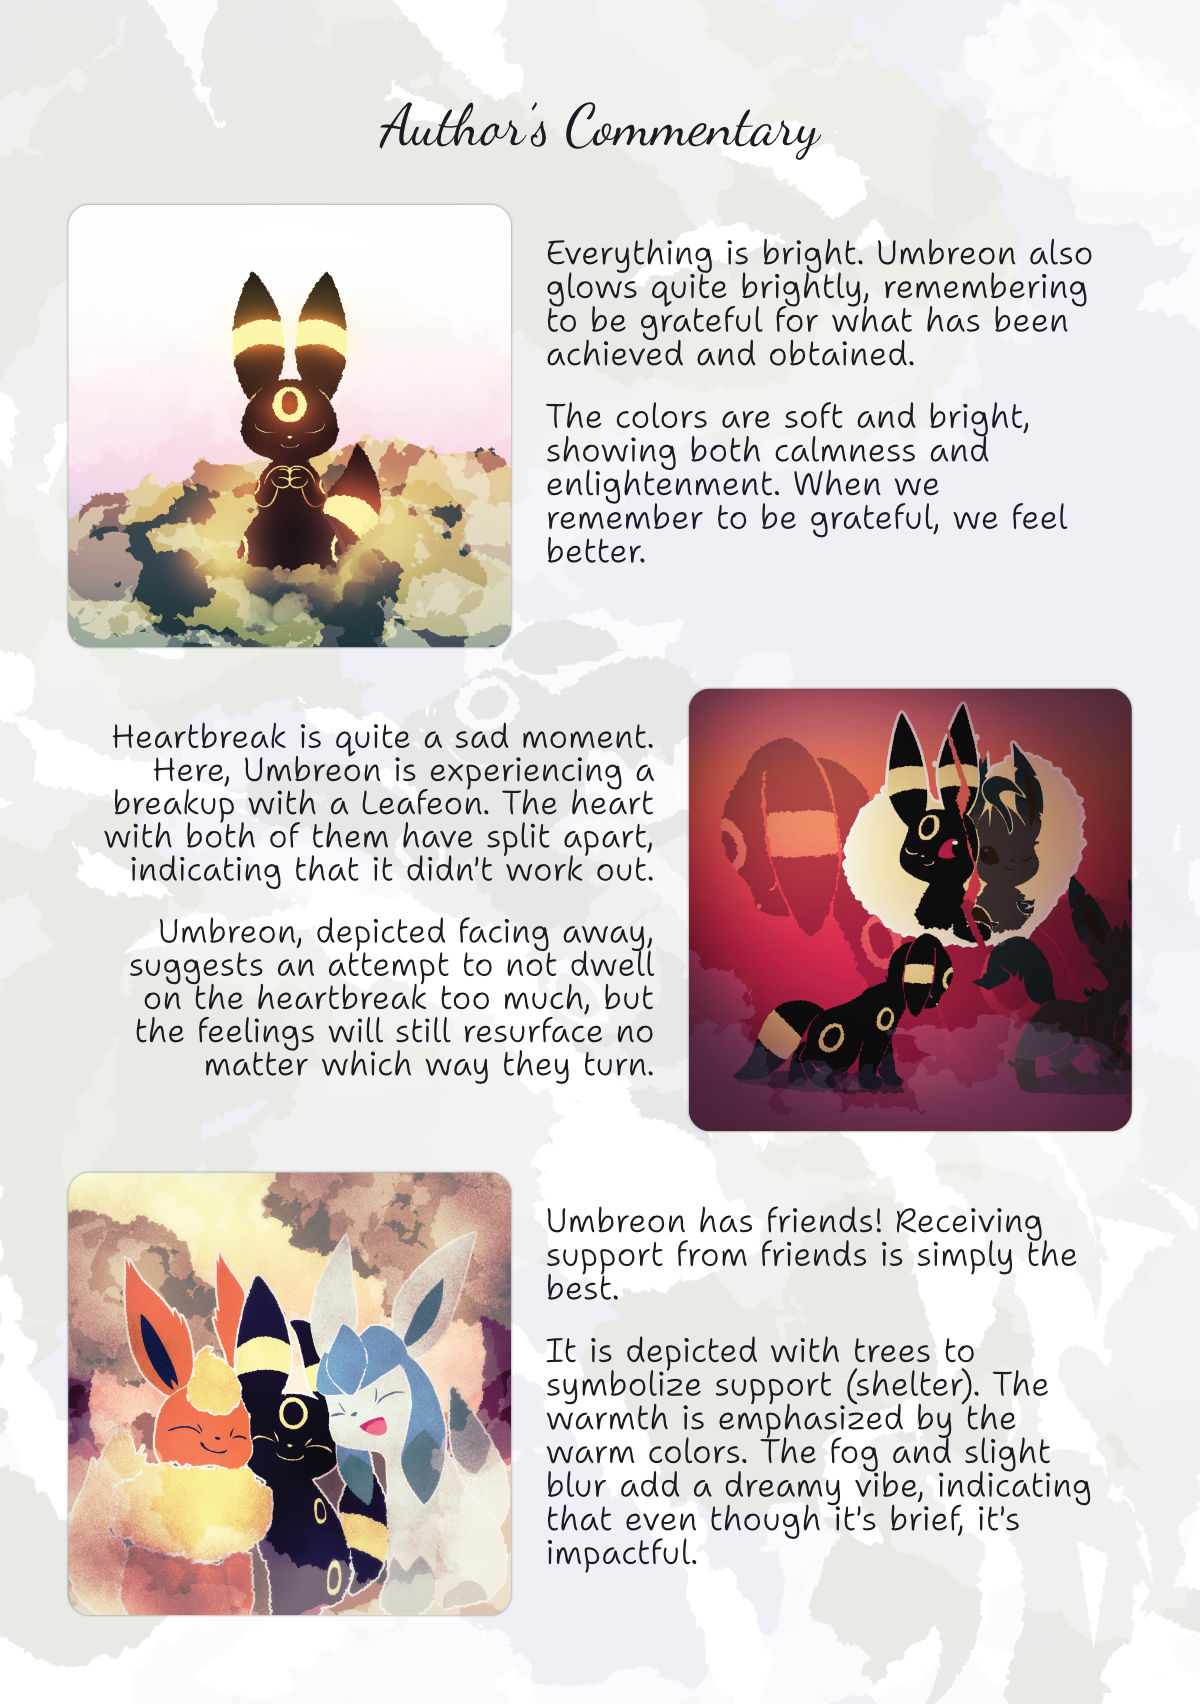 Author's Commentary
Everything is bright. Umbreon also
glows quite brightly, remembering
to be grateful for what has been
achieved and obtained.
The colors are soft and bright,
showing both calmness and
enlightenment. When we
remember to be grateful, we feel
better.
Heartbreak is quite a sad moment.
Here, Umbreon is experiencing a
breakup with a Leafeon. The heart
with both of them have split apart,
indicating that it didn't work out.
Umbreon, depicted facing away,
suggests an attempt to not dwell
on the heartbreak too much, but
the feelings will still resurface no
matter which way they turn.
Umbreon has friends! Receiving
support from friends is simply the
best.
It is depicted with trees to
symbolize support (shelter). The
warmth is emphasized by the
warm colors. The fog and slight
blur add a dreamy vibe, indicating
that even though it's brief, it's
impactful.